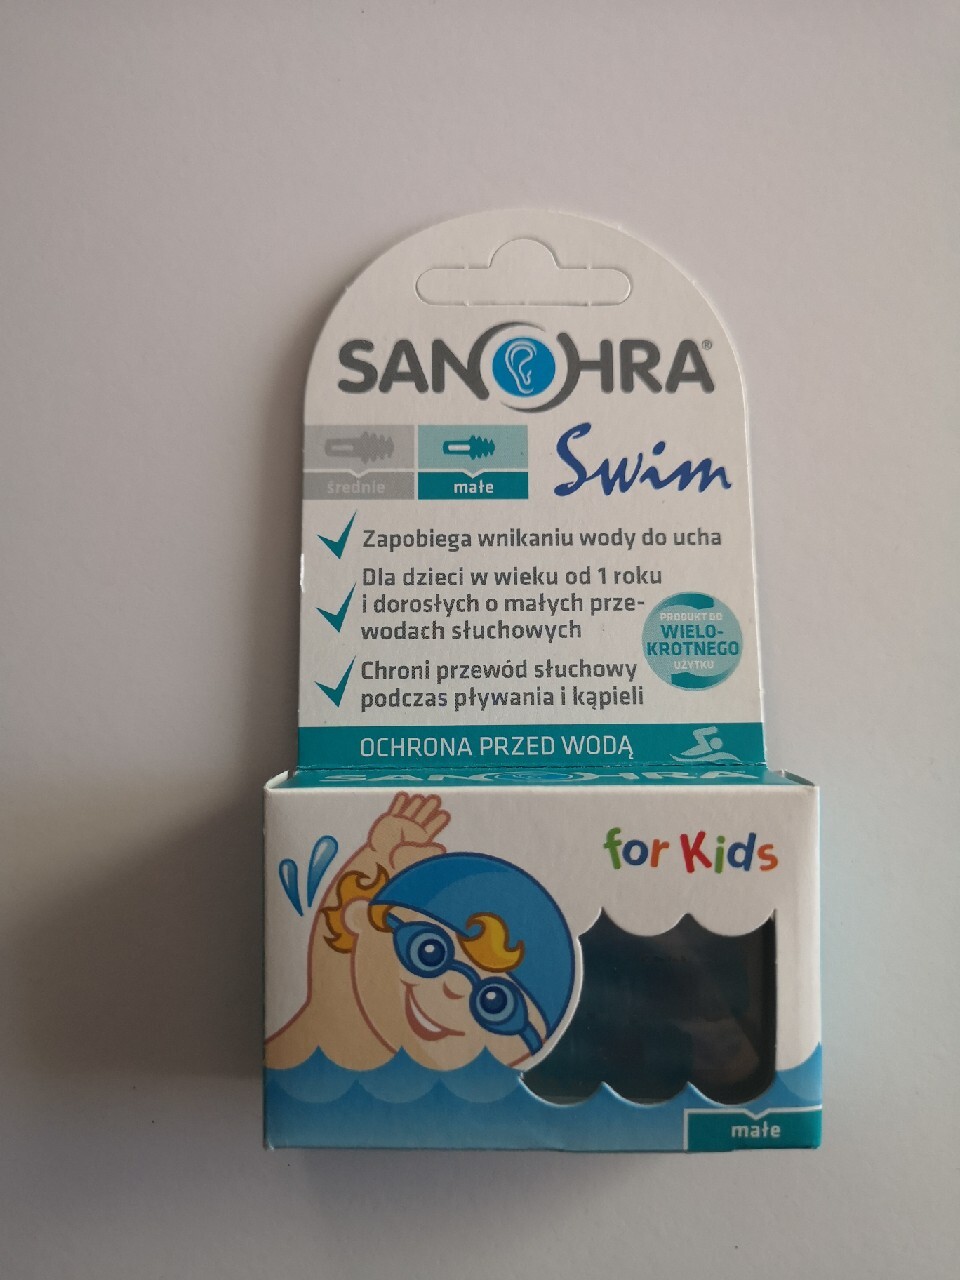 SANOHRA®
Swim
średnie
małe
Zapobiega wnikaniu wody do ucha
Dla dzieci w wieku od 1 roku
i dorosłych o małych prze-
wodach słuchowych
PRODUKT DO
WIELO-
KROTNEGO
UŻYTKU
Chroni przewód słuchowy
podczas pływania i kąpieli
OCHRONA PRZED WODĄ
SANOHRA
for Kids
małe